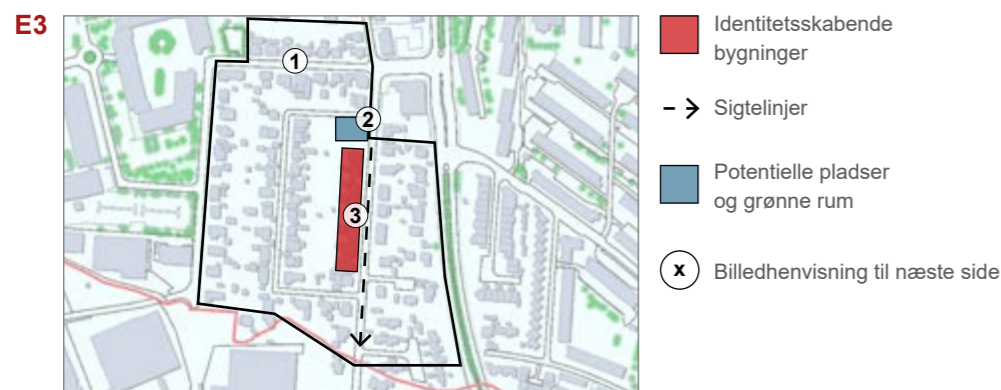 E3
1
2
3
Identitetsskabende
bygninger
Sigtelinjer
Potentielle pladser
og grønne rum
x Billedhenvisning til næste side